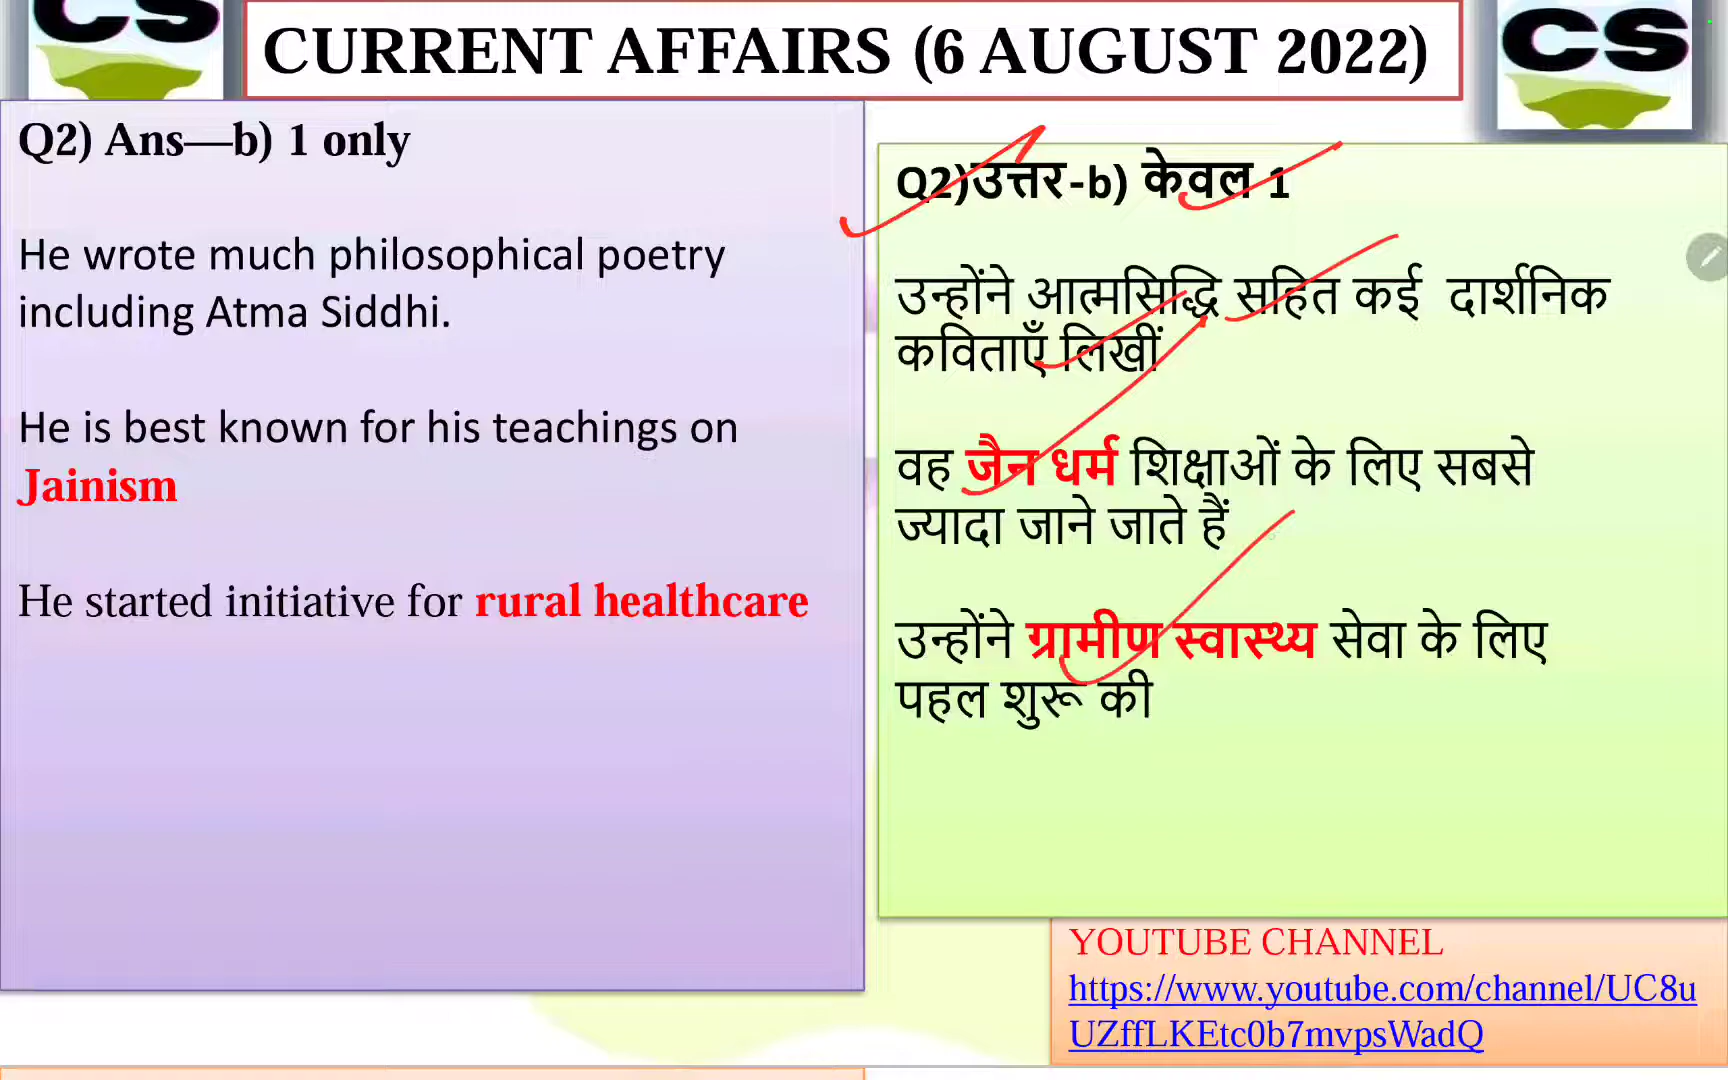 CS
CURRENT AFFAIRS (6 AUGUST 2022)
CS
Q2) Ans—b) 1 only
He wrote much philosophical poetry
including Atma Siddhi.
He is best known for his teachings on
Jainism
He started initiative for rural healthcare
Q2)उत्तर-b) केवल 1
उन्होंने आत्मसिद्धि सहित कई दार्शनिक
कविताएँ लिखीं
वह जैन धर्म शिक्षाओं के लिए सबसे
ज्यादा जाने जाते हैं
उन्होंने ग्रामीण स्वास्थ्य सेवा के लिए
पहल शुरू की
YOUTUBE CHANNEL
https://www.youtube.com/channel/UC8u
UZffLKEtc0b7mvpsWadQ